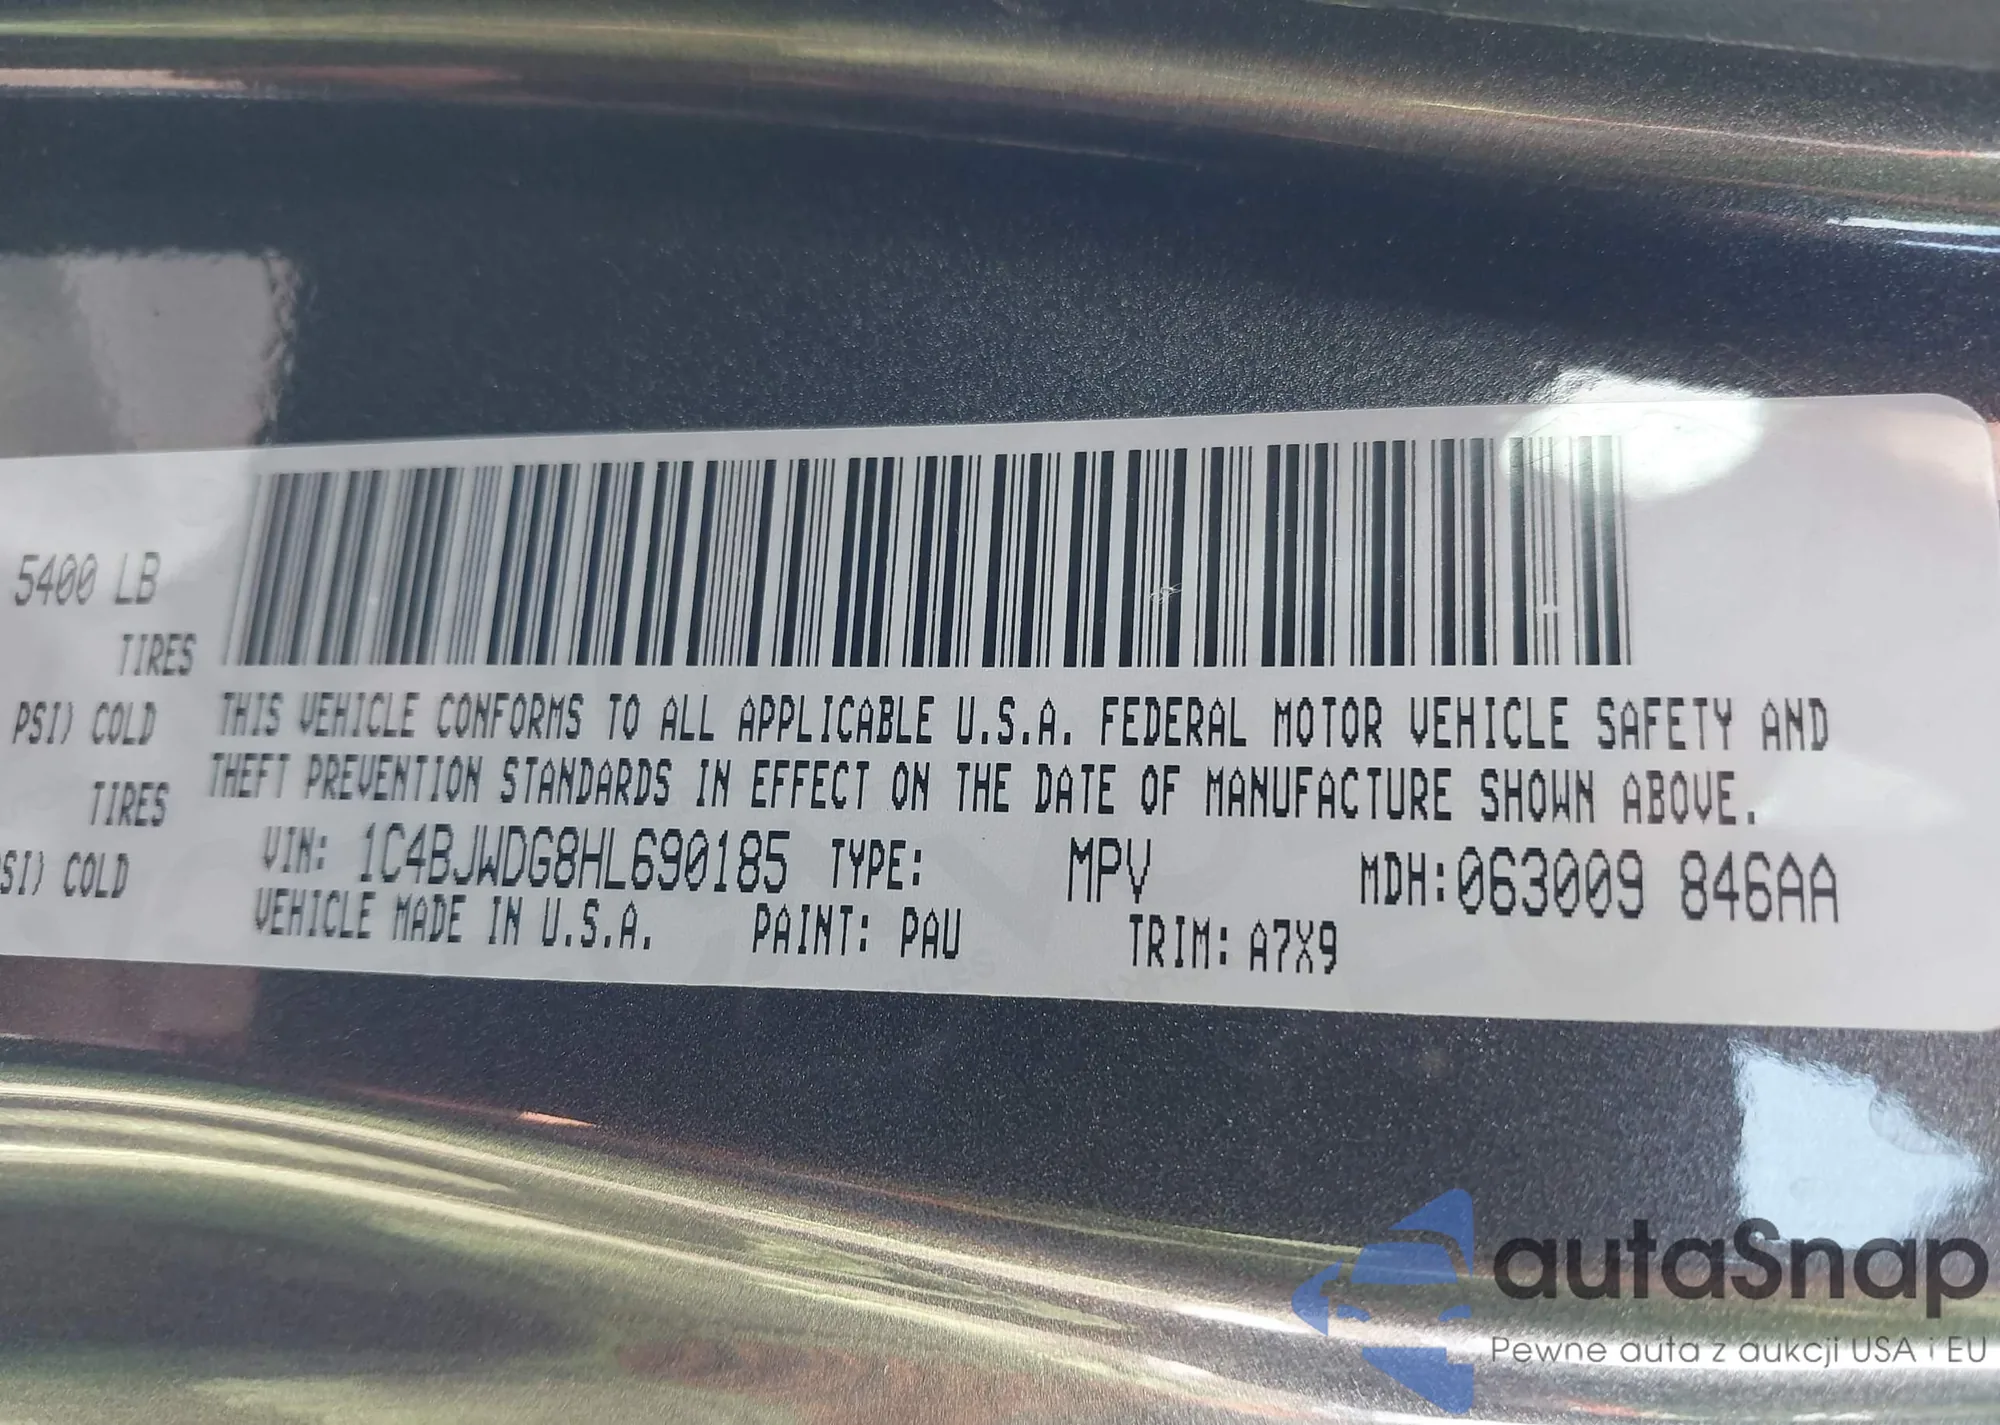 5400 LB
TIRES
PSI) COLD
TIRES
PSI) COLD
THIS VEHICLE CONFORMS TO ALL APPLICABLE U.S.A. FEDERAL MOTOR VEHICLE SAFETY AND
THEFT PREVENTION STANDARDS IN EFFECT ON THE DATE OF MANUFACTURE SHOWN ABOVE.
VIN: 1C4BJWDG8HL690185 TYPE: MPV MDH:063009 846AA
VEHICLE MADE IN U.S.A. PAINT: PAU TRIM: A7X9
autaSnap
Pewne auta z aukcji USA i EU